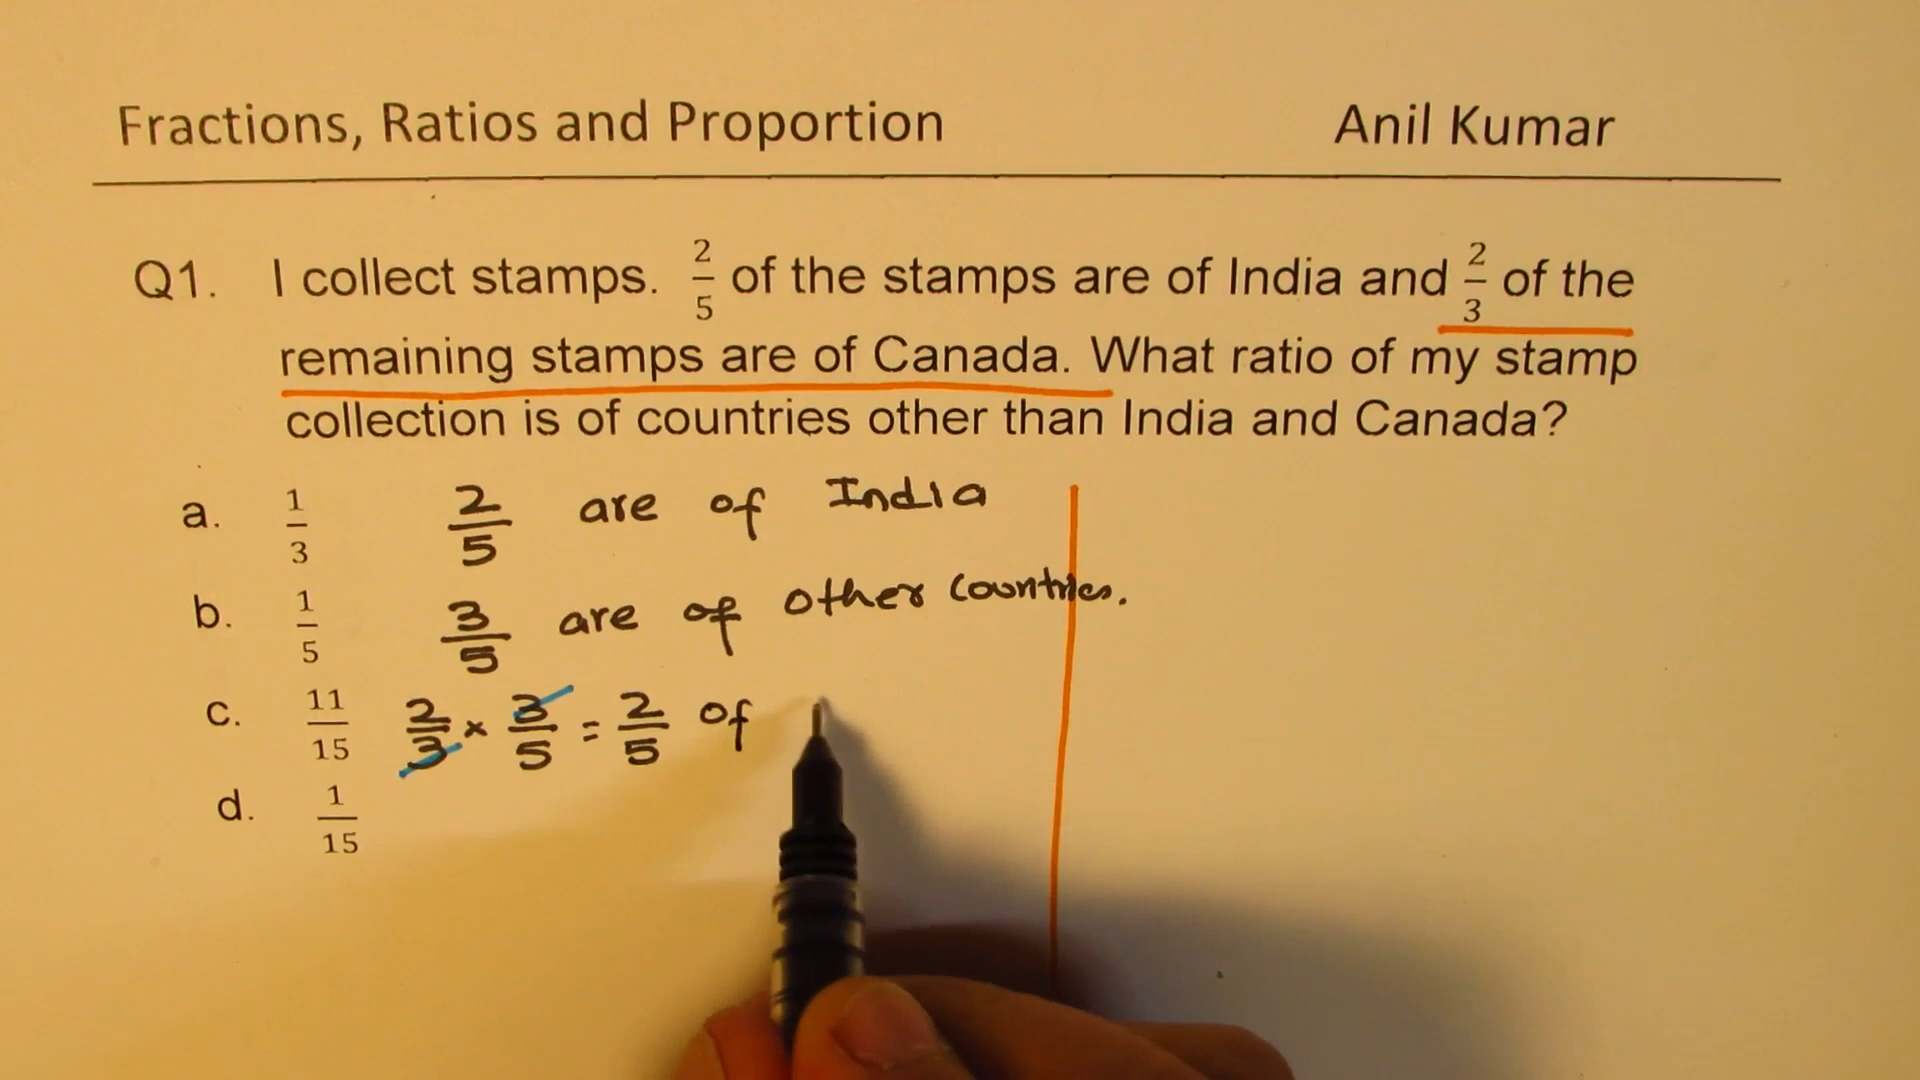 Fractions, Ratios and Proportion Anil Kumar
Q1. I collect stamps. 2/5 of the stamps are of India and 2/3 of the
remaining stamps are of Canada. What ratio of my stamp
collection is of countries other than India and Canada?
a. 1/3 2/5 are of India
b. 1/5 3/5 are of other countries.
c. 11/15 2/3 × 3/5 = 2/5 of
d. 1/15